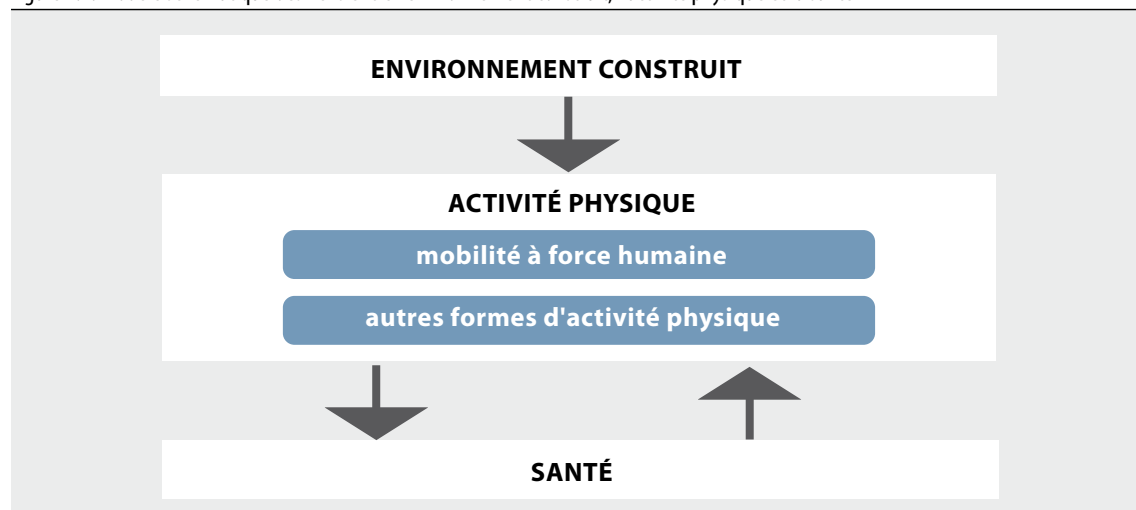 ENVIRONNEMENT CONSTRUIT
ACTIVITÉ PHYSIQUE
mobilité à force humaine
autres formes d'activité physique
SANTÉ